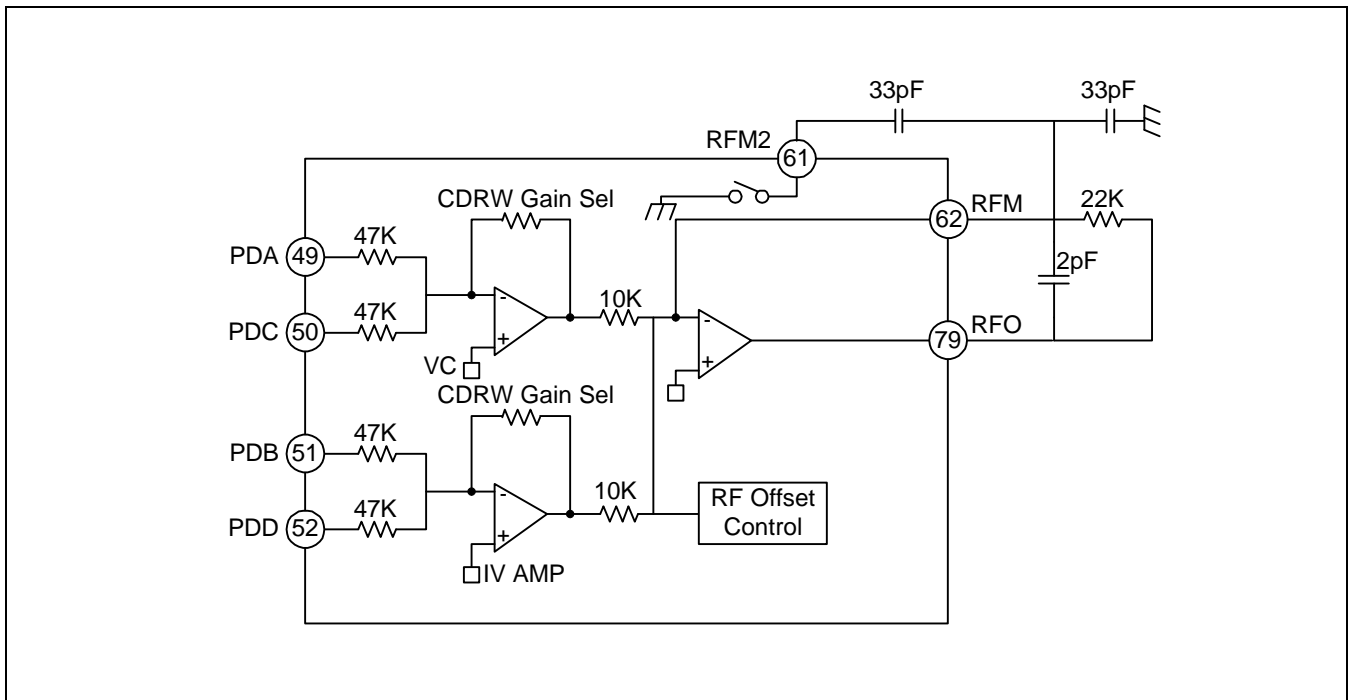 33pF
33pF
RFM2
61
CDRW Gain Sel
62
RFM
22K
47K
PDA
49
-
+
10K
2pF
47K
PDC
50
VC
-
+
79
RFO
CDRW Gain Sel
47K
PDB
51
-
+
10K
RF Offset
Control
47K
PDD
52
IV AMP